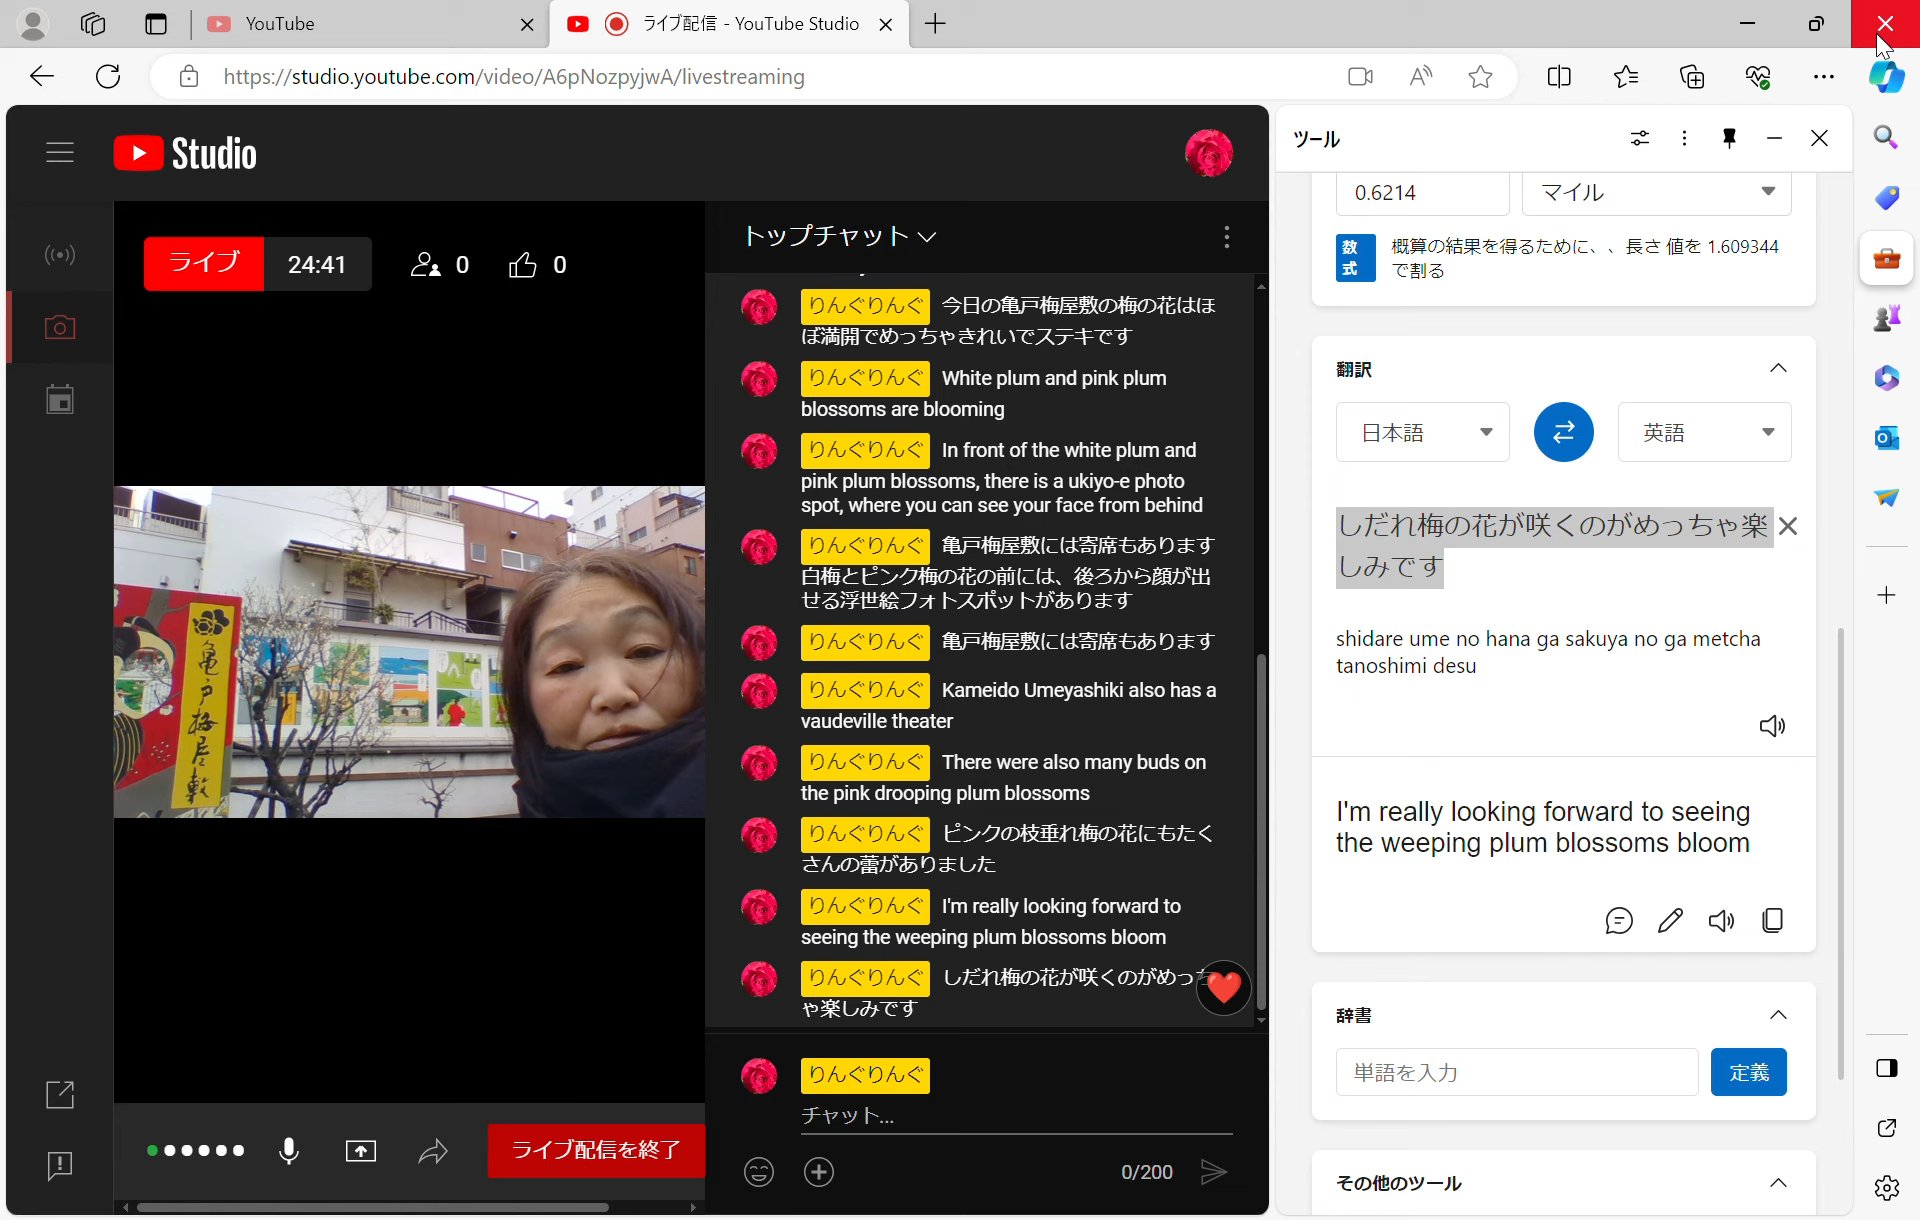 YouTube
ライブ配信 - YouTube Studio
https://studio.youtube.com/video/A6pNozpyjwA/livestreaming
Studio
ライブ 24:41 0 0
亀戸梅屋敷
ライブ配信を終了
トップチャット
りんぐりんぐ 今日の亀戸梅屋敷の梅の花はほ
ぼ満開でめっちゃきれいでステキです
りんぐりんぐ White plum and pink plum
blossoms are blooming
りんぐりんぐ In front of the white plum and
pink plum blossoms, there is a ukiyo-e photo
spot, where you can see your face from behind
りんぐりんぐ 亀戸梅屋敷には寄席もあります
白梅とピンク梅の花の前には、後ろから顔が出
せる浮世絵フォトスポットがあります
りんぐりんぐ 亀戸梅屋敷には寄席もあります
りんぐりんぐ Kameido Umeyashiki also has a
vaudeville theater
りんぐりんぐ There were also many buds on
the pink drooping plum blossoms
りんぐりんぐ ピンクの枝垂れ梅の花にもたく
さんの蕾がありました
りんぐりんぐ I'm really looking forward to
seeing the weeping plum blossoms bloom
りんぐりんぐ しだれ梅の花が咲くのがめっち
ゃ楽しみです
りんぐりんぐ
チャット...
0/200
ツール
0.6214 マイル
数式 概算の結果を得るために、、長さ 値を 1.609344
で割る
翻訳
日本語 英語
しだれ梅の花が咲くのがめっちゃ楽
しみです
shidare ume no hana ga sakuya no ga metcha
tanoshimi desu
I'm really looking forward to seeing
the weeping plum blossoms bloom
辞書
単語を入力 定義
その他のツール